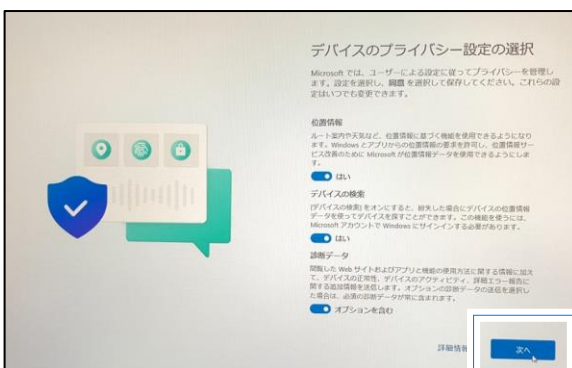 デバイスのプライバシー設定の選択
Microsoft では、ユーザーによる設定に従ってプライバシーを管理し
ます。設定を選択し、同意 を選択して保存してください。これらの設
定はいつでも変更できます。
位置情報
ルート案内や天気など、位置情報に基づく機能を使用できるようになり
ます。Windows とアプリからの位置情報の要求を許可し、位置情報サー
ビス改善のために Microsoft が位置情報データを使用できるようにしま
す。
はい
デバイスの検索
[デバイスの検索] をオンにすると、紛失した場合にデバイスの位置情報
データを使ってデバイスを探すことができます。この機能を使うには、
Microsoft アカウントで Windows にサインインする必要があります。
はい
診断データ
閲覧した Web サイトおよびアプリと機能の使用方法に関する情報に加え
て、デバイスの正常性、デバイスのアクティビティ、詳細エラー報告に
関する追加情報を送信します。オプションの診断データの送信を選択し
た場合は、必須の診断データが常に含まれます。
オプションを含む
詳細情報
次へ